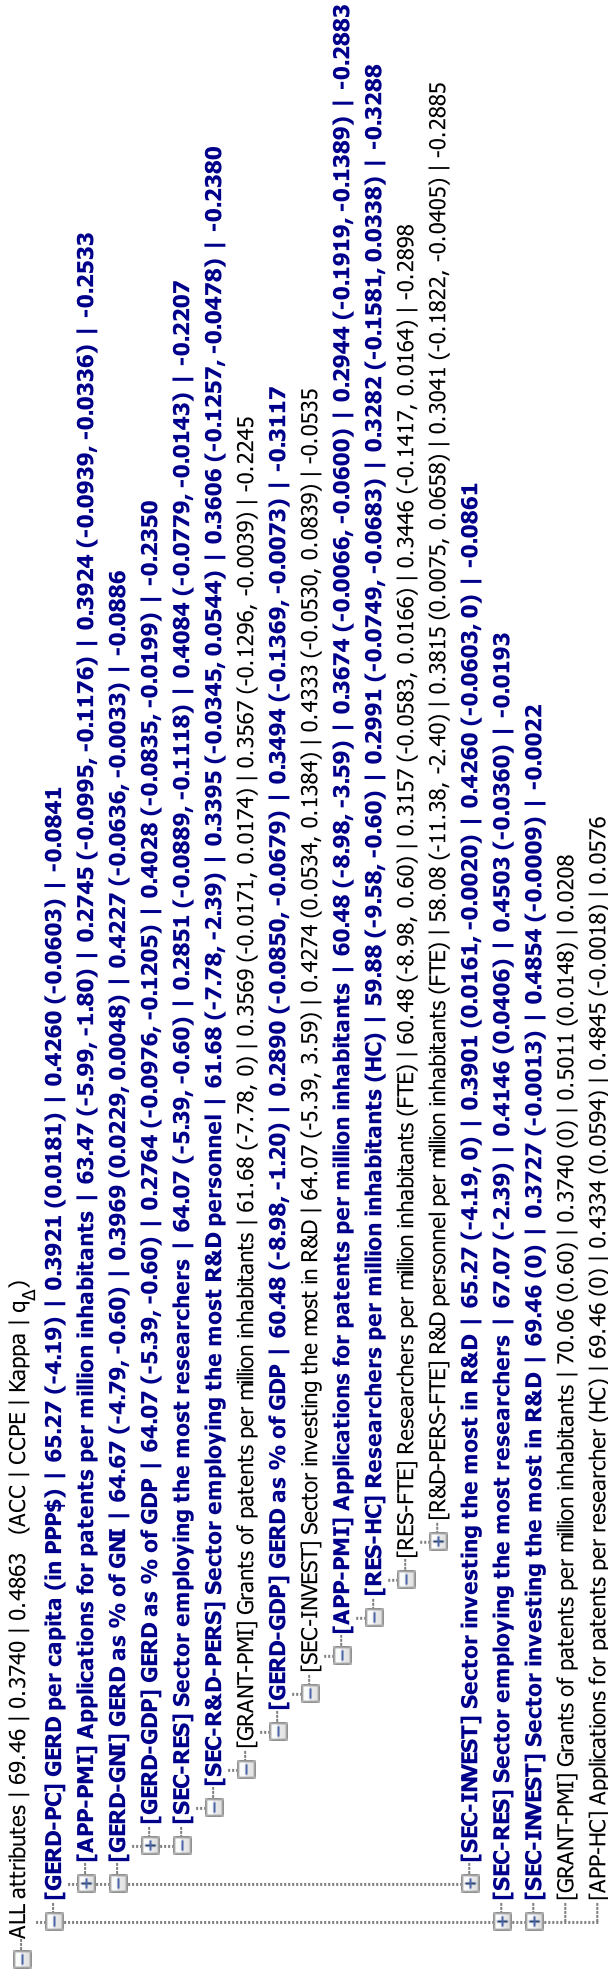 ALL attributes | 69.46 | 0.3740 | 0.4863 (ACC | CCPE | Kappa | qΔ)
[GERD-PC] GERD per capita (in PPP$) | 65.27 (-4.19) | 0.3921 (0.0181) | 0.4260 (-0.0603) | -0.0841
[APP-PMI] Applications for patents per million inhabitants | 63.47 (-5.99, -1.80) | 0.2745 (-0.0995, -0.1176) | 0.3924 (-0.0939, -0.0336) | -0.2533
[GERD-GNI] GERD as % of GNI | 64.67 (-4.79, -0.60) | 0.3969 (0.0229, 0.0048) | 0.4227 (-0.0636, -0.0033) | -0.0886
[GERD-GDP] GERD as % of GDP | 64.07 (-5.39, -0.60) | 0.2764 (-0.0976, -0.1205) | 0.4028 (-0.0835, -0.0199) | -0.2350
[SEC-RES] Sector employing the most researchers | 64.07 (-5.39, -0.60) | 0.2851 (-0.0889, -0.1118) | 0.4084 (-0.0779, -0.0143) | -0.2207
[SEC-R&D-PERS] Sector employing the most R&D personnel | 61.68 (-7.78, -2.39) | 0.3395 (-0.0345, 0.0544) | 0.3606 (-0.1257, -0.0478) | -0.2380
[GRANT-PMI] Grants of patents per million inhabitants | 61.68 (-7.78, 0) | 0.3569 (-0.0171, 0.0174) | 0.3567 (-0.1296, -0.0039) | -0.2245
[GERD-GDP] GERD as % of GDP | 60.48 (-8.98, -1.20) | 0.2890 (-0.0850, -0.0679) | 0.3494 (-0.1369, -0.0073) | -0.3117
[SEC-INVEST] Sector investing the most in R&D | 64.07 (-5.39, 3.59) | 0.4274 (0.0534, 0.1384) | 0.4333 (-0.0530, 0.0839) | -0.0535
[APP-PMI] Applications for patents per million inhabitants | 60.48 (-8.98, -3.59) | 0.3674 (-0.0066, -0.0600) | 0.2944 (-0.1919, -0.1389) | -0.2883
[RES-HC] Researchers per million inhabitants (HC) | 59.88 (-9.58, -0.60) | 0.2991 (-0.0749, -0.0683) | 0.3282 (-0.1581, 0.0338) | -0.3288
[RES-FTE] Researchers per million inhabitants (FTE) | 60.48 (-8.98, 0.60) | 0.3157 (-0.0583, 0.0166) | 0.3446 (-0.1417, 0.0164) | -0.2898
[R&D-PERS-FTE] R&D personnel per million inhabitants (FTE) | 58.08 (-11.38, -2.40) | 0.3815 (0.0075, 0.0658) | 0.3041 (-0.1822, -0.0405) | -0.2885
[SEC-INVEST] Sector investing the most in R&D | 65.27 (-4.19, 0) | 0.3901 (0.0161, -0.0020) | 0.4260 (-0.0603, 0) | -0.0861
[SEC-RES] Sector employing the most researchers | 67.07 (-2.39) | 0.4146 (0.0406) | 0.4503 (-0.0360) | -0.0193
[SEC-INVEST] Sector investing the most in R&D | 69.46 (0) | 0.3727 (-0.0013) | 0.4854 (-0.0009) | -0.0022
[GRANT-PMI] Grants of patents per million inhabitants | 70.06 (0.60) | 0.3740 (0) | 0.5011 (0.0148) | 0.0208
[APP-HC] Applications for patents per researcher (HC) | 69.46 (0) | 0.4334 (0.0594) | 0.4845 (-0.0018) | 0.0576